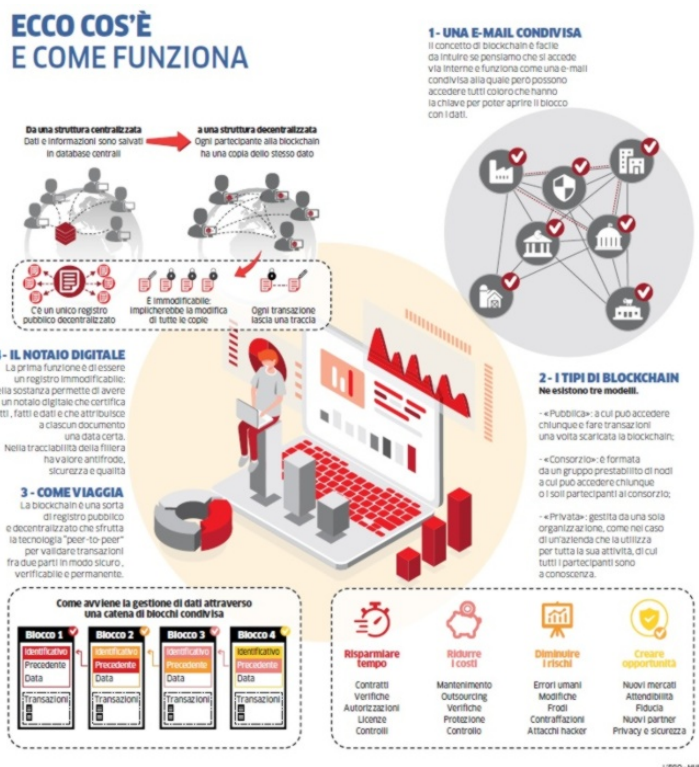 ECCO COS'È
E COME FUNZIONA
1 - UNA E-MAIL CONDIVISA
Il concetto di blockchain è facile
da intuire se pensiamo che si accede
via interne e funziona come una e-mail
condivisa alla quale però possono
accedere tutti coloro che hanno
la chiave per poter aprire il blocco
con i dati.
Da una struttura centralizzata
Dati e informazioni sono salvati
in database centrali
a una struttura decentralizzata
Ogni partecipante alla blockchain
ha una copia dello stesso dato
C'è un unico registro
pubblico decentralizzato
È immodificabile:
implicherebbe la modifica
di tutte le copie
Ogni transazione
lascia una traccia
- IL NOTAIO DIGITALE
La prima funzione è di essere
un registro immodificabile:
ella sostanza permette di avere
un notaio digitale che certifica
tti, fatti e dati e che attribuisce
a ciascun documento
una data certa.
Nella tracciabilità della filiera
ha valore antifrode,
sicurezza e qualità
2 - I TIPI DI BLOCKCHAIN
Ne esistono tre modelli.
- «Pubblica»: a cui può accedere
chiunque e fare transazioni
una volta scaricata la blockchain;
- «Consorzio»: è formata
da un gruppo prestabilito di nodi
a cui può accedere chiunque
o i soli partecipanti al consorzio;
- «Privata»: gestita da una sola
organizzazione, come nel caso
di un'azienda che la utilizza
per tutta la sua attività, di cui
tutti i partecipanti sono
a conoscenza.
3 - COME VIAGGIA
La blockchain è una sorta
di registro pubblico
e decentralizzato che sfrutta
la tecnologia "peer-to-peer"
per validare transazioni
fra due parti in modo sicuro,
verificabile e permanente.
Come avviene la gestione di dati attraverso
una catena di blocchi condivisa
Blocco 1
Identificativo
Precedente
Data
Transazioni
Blocco 2
Identificativo
Precedente
Data
Transazioni
Blocco 3
Identificativo
Precedente
Data
Transazioni
Blocco 4
Identificativo
Precedente
Data
Transazioni
Risparmiare
tempo
Contratti
Verifiche
Autorizzazioni
Licenze
Controlli
Ridurre
i costi
Mantenimento
Outsourcing
Verifiche
Protezione
Controllo
Diminuire
i rischi
Errori umani
Modifiche
Frodi
Contraffazioni
Attacchi hacker
Creare
opportunità
Nuovi mercati
Attendibilità
Fiducia
Nuovi partner
Privacy e sicurezza